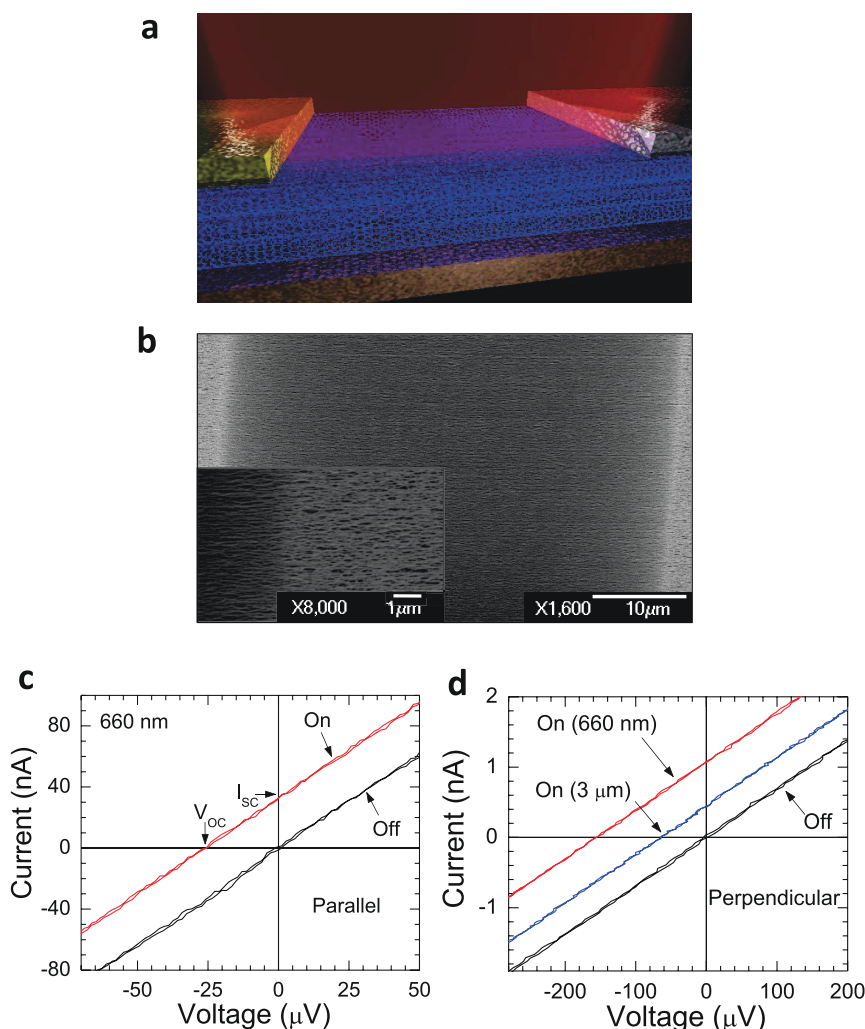 a
b
X8,000 1µm
X1,600 10µm
c
660 nm
On
I_SC
V_OC
Off
Parallel
Current (nA)
80
40
0
-40
-80
-50 -25 0 25 50
Voltage (µV)
d
On (660 nm)
On (3 µm)
Off
Perpendicular
Current (nA)
2
1
0
-1
-200 -100 0 100 200
Voltage (µV)